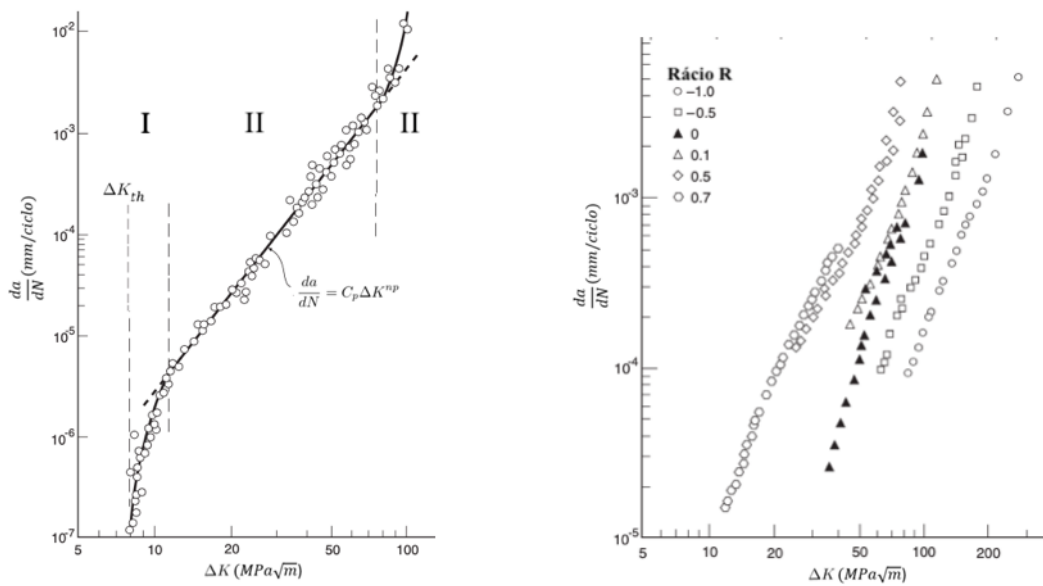 10^-2
10^-3
10^-4
10^-5
10^-6
10^-7
da/dN (mm/ciclo)
I
II
II
ΔK_th
da/dN = C_p ΔK^np
5
10
20
50
100
ΔK (MPa√m)
Rácio R
−1.0
−0.5
0
0.1
0.5
0.7
10^-3
10^-4
10^-5
da/dN (mm/ciclo)
5
10
50
100
200
ΔK (MPa√m)